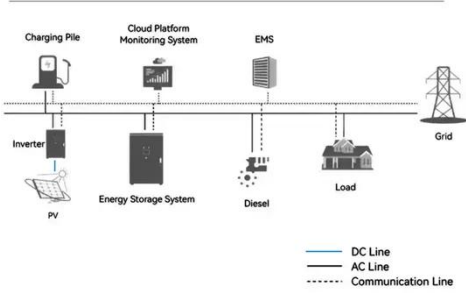 Charging Pile
Cloud Platform
Monitoring System
EMS
Inverter
Grid
PV
Energy Storage System
Diesel
Load
DC Line
AC Line
Communication Line